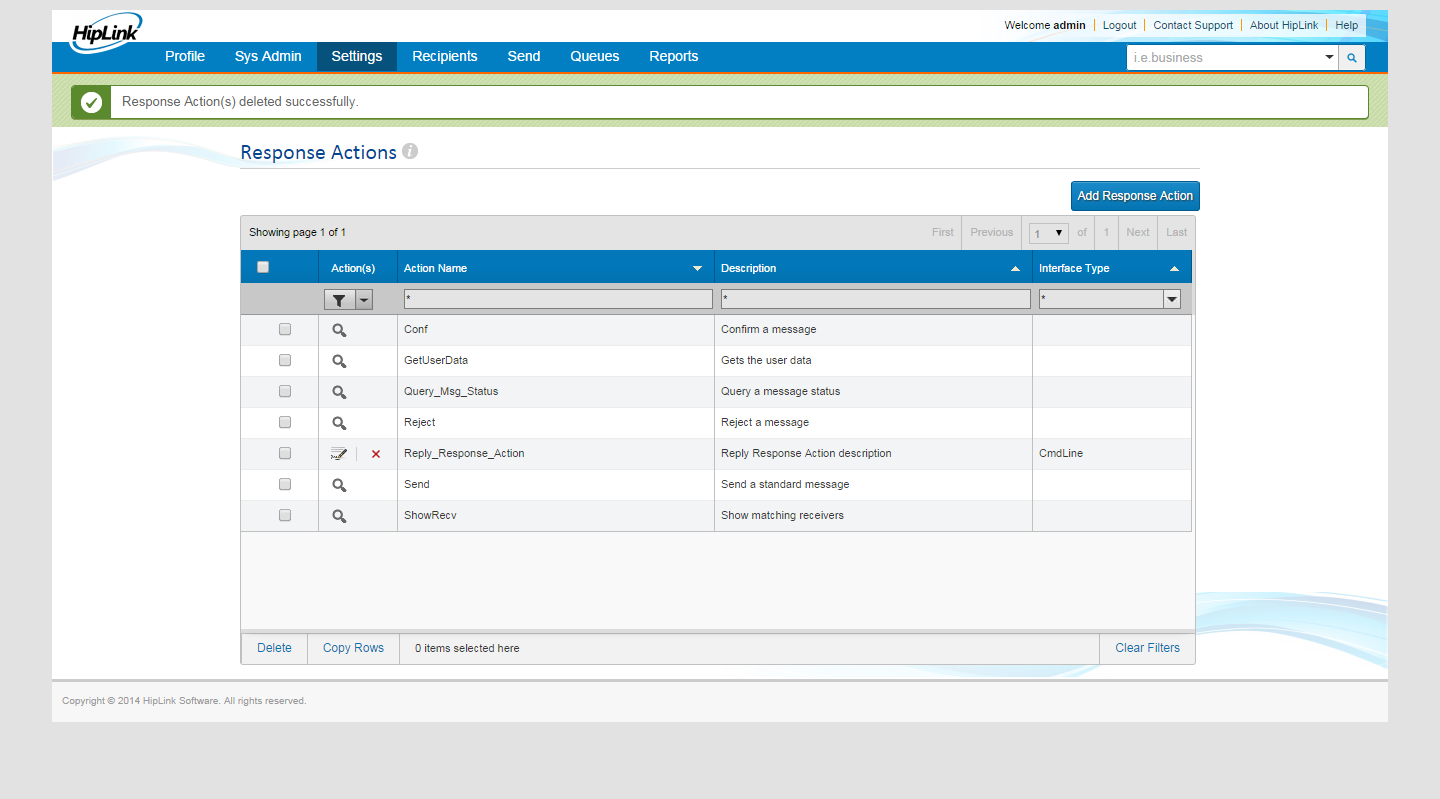 HipLink
Welcome admin Logout Contact Support About HipLink Help
Profile Sys Admin Settings Recipients Send Queues Reports i.e.business
Response Action(s) deleted successfully.
Response Actions
Add Response Action
Showing page 1 of 1 First Previous 1 of 1 Next Last
Action(s) Action Name Description Interface Type
* * *
Conf Confirm a message
GetUserData Gets the user data
Query_Msg_Status Query a message status
Reject Reject a message
Reply_Response_Action Reply Response Action description CmdLine
Send Send a standard message
ShowRecv Show matching receivers
Delete Copy Rows 0 items selected here Clear Filters
Copyright © 2014 HipLink Software. All rights reserved.